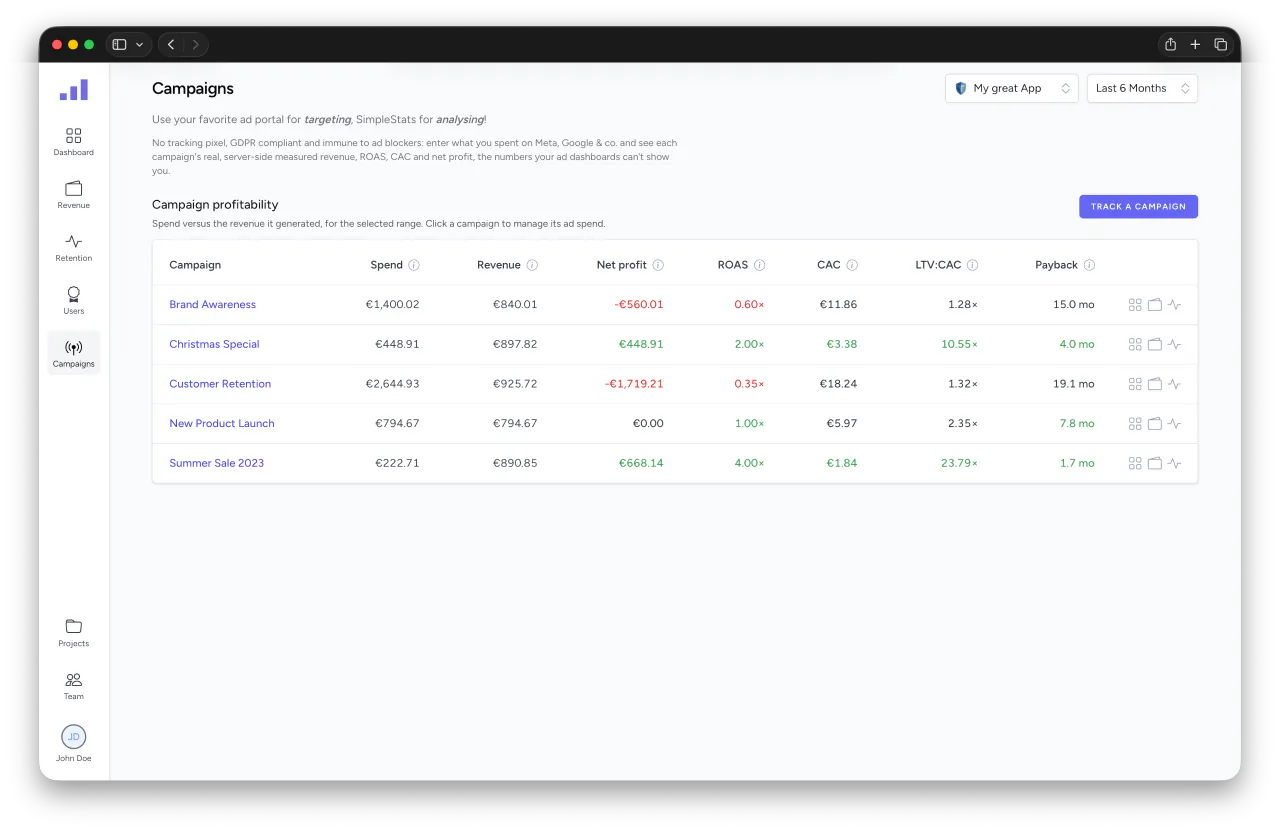 Campaigns
My great App
Last 6 Months
Use your favorite ad portal for targeting, SimpleStats for analysing!
No tracking pixel, GDPR compliant and immune to ad blockers: enter what you spent on Meta, Google & co. and see each
campaign's real, server-side measured revenue, ROAS, CAC and net profit, the numbers your ad dashboards can't show
you.
Campaign profitability
Spend versus the revenue it generated, for the selected range. Click a campaign to manage its ad spend.
TRACK A CAMPAIGN
Campaign Spend Revenue Net profit ROAS CAC LTV:CAC Payback
Brand Awareness €1,400.02 €840.01 -€560.01 0.60× €11.86 1.28× 15.0 mo
Christmas Special €448.91 €897.82 €448.91 2.00× €3.38 10.55× 4.0 mo
Customer Retention €2,644.93 €925.72 -€1,719.21 0.35× €18.24 1.32× 19.1 mo
New Product Launch €794.67 €794.67 €0.00 1.00× €5.97 2.35× 7.8 mo
Summer Sale 2023 €222.71 €890.85 €668.14 4.00× €1.84 23.79× 1.7 mo
Dashboard
Revenue
Retention
Users
Campaigns
Projects
Team
JD
John Doe